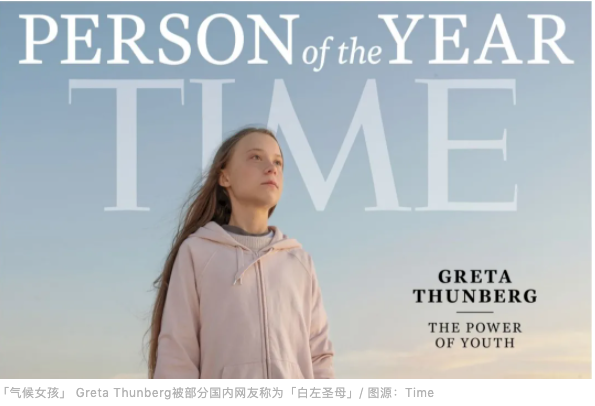 PERSON of the YEAR
TIME
GRETA
THUNBERG
THE POWER
OF YOUTH
「气候女孩」 Greta Thunberg被部分国内网友称为「白左圣母」/ 图源：Time